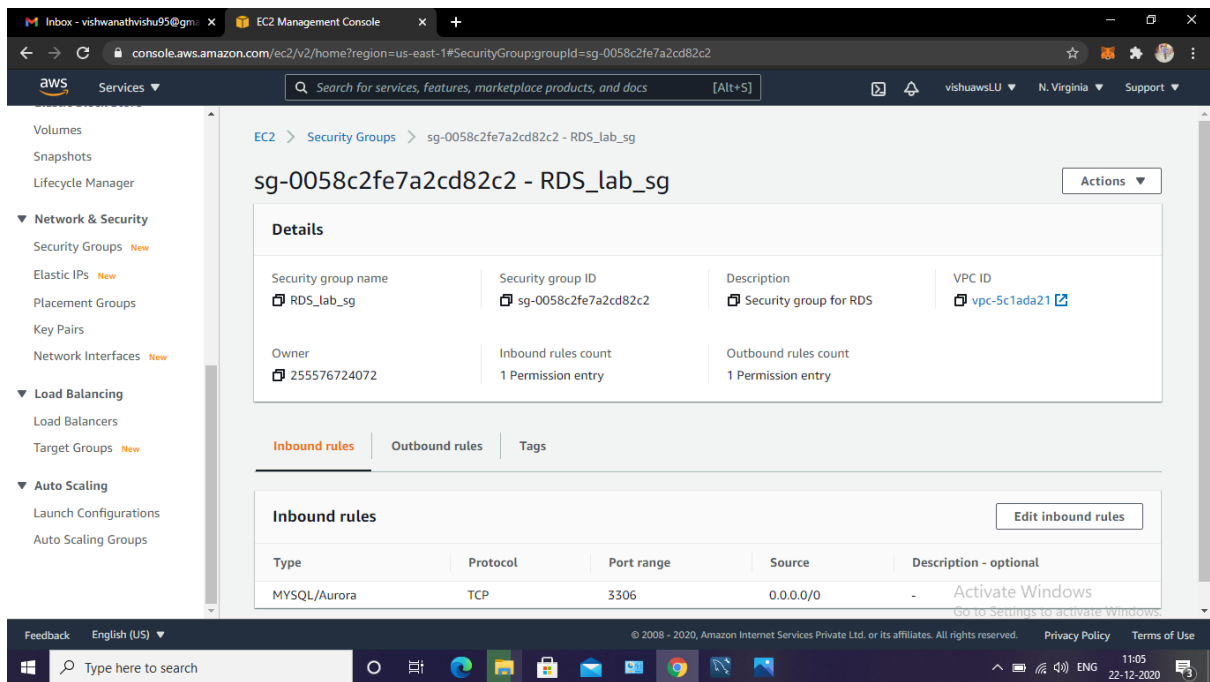 Inbox - vishwanathvishu95@gma
EC2 Management Console
console.aws.amazon.com/ec2/v2/home?region=us-east-1#SecurityGroup:groupId=sg-0058c2fe7a2cd82c2
aws Services ▼ Search for services, features, marketplace products, and docs [Alt+S] vishuawsLU ▼ N. Virginia ▼ Support ▼
Elastic Block Store
Volumes
Snapshots
Lifecycle Manager
▼ Network & Security
Security Groups New
Elastic IPs New
Placement Groups
Key Pairs
Network Interfaces New
▼ Load Balancing
Load Balancers
Target Groups New
▼ Auto Scaling
Launch Configurations
Auto Scaling Groups
EC2 > Security Groups > sg-0058c2fe7a2cd82c2 - RDS_lab_sg
sg-0058c2fe7a2cd82c2 - RDS_lab_sg
Actions ▼
Details
Security group name Security group ID Description VPC ID
RDS_lab_sg sg-0058c2fe7a2cd82c2 Security group for RDS vpc-5c1ada21
Owner Inbound rules count Outbound rules count
255576724072 1 Permission entry 1 Permission entry
Inbound rules Outbound rules Tags
Inbound rules Edit inbound rules
Type Protocol Port range Source Description - optional
MYSQL/Aurora TCP 3306 0.0.0.0/0 -
Activate Windows
Go to Settings to activate Windows.
Feedback English (US) ▼ © 2008 - 2020, Amazon Internet Services Private Ltd. or its affiliates. All rights reserved. Privacy Policy Terms of Use
Type here to search ENG 11:05
22-12-2020 3